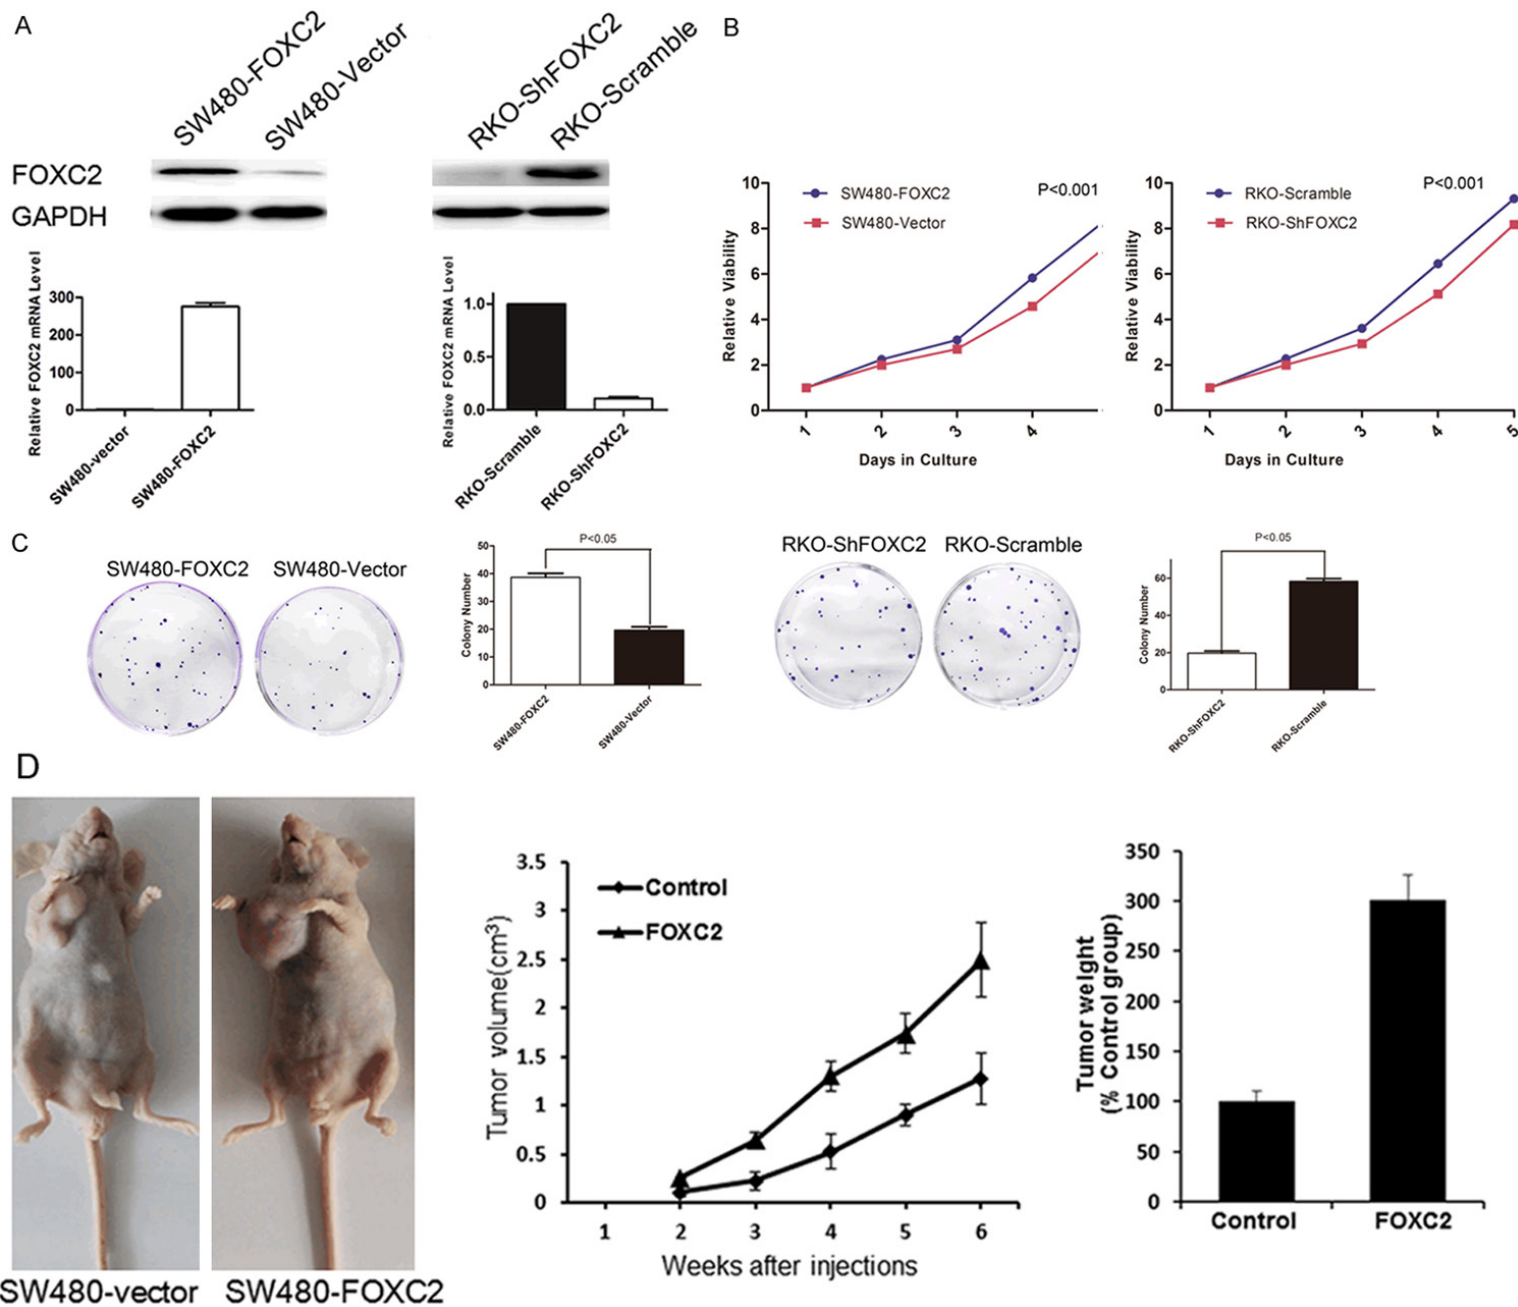 A
SW480-FOXC2
SW480-Vector
RKO-ShFOXC2
RKO-Scramble
FOXC2
GAPDH
Relative FOXC2 mRNA Level
300
200
100
0
SW480-vector
SW480-FOXC2
Relative FOXC2 mRNA Level
1.0
0.5
0.0
RKO-Scramble
RKO-ShFOXC2
B
Relative Viability
10
8
6
4
2
0
SW480-FOXC2
SW480-Vector
P<0.001
1 2 3 4
Days in Culture
Relative Viability
10
8
6
4
2
0
RKO-Scramble
RKO-ShFOXC2
P<0.001
1 2 3 4 5
Days in Culture
C
SW480-FOXC2 SW480-Vector
Colony Number
50
40
30
20
10
0
P<0.05
SW480-FOXC2
SW480-Vector
RKO-ShFOXC2 RKO-Scramble
Colony Number
60
40
20
0
P<0.05
RKO-ShFOXC2
RKO-Scramble
D
SW480-vector
SW480-FOXC2
Tumor volume(cm³)
3.5
3
2.5
2
1.5
1
0.5
0
Control
FOXC2
1 2 3 4 5 6
Weeks after injections
Tumor weight
(% Control group)
350
300
250
200
150
100
50
0
Control FOXC2